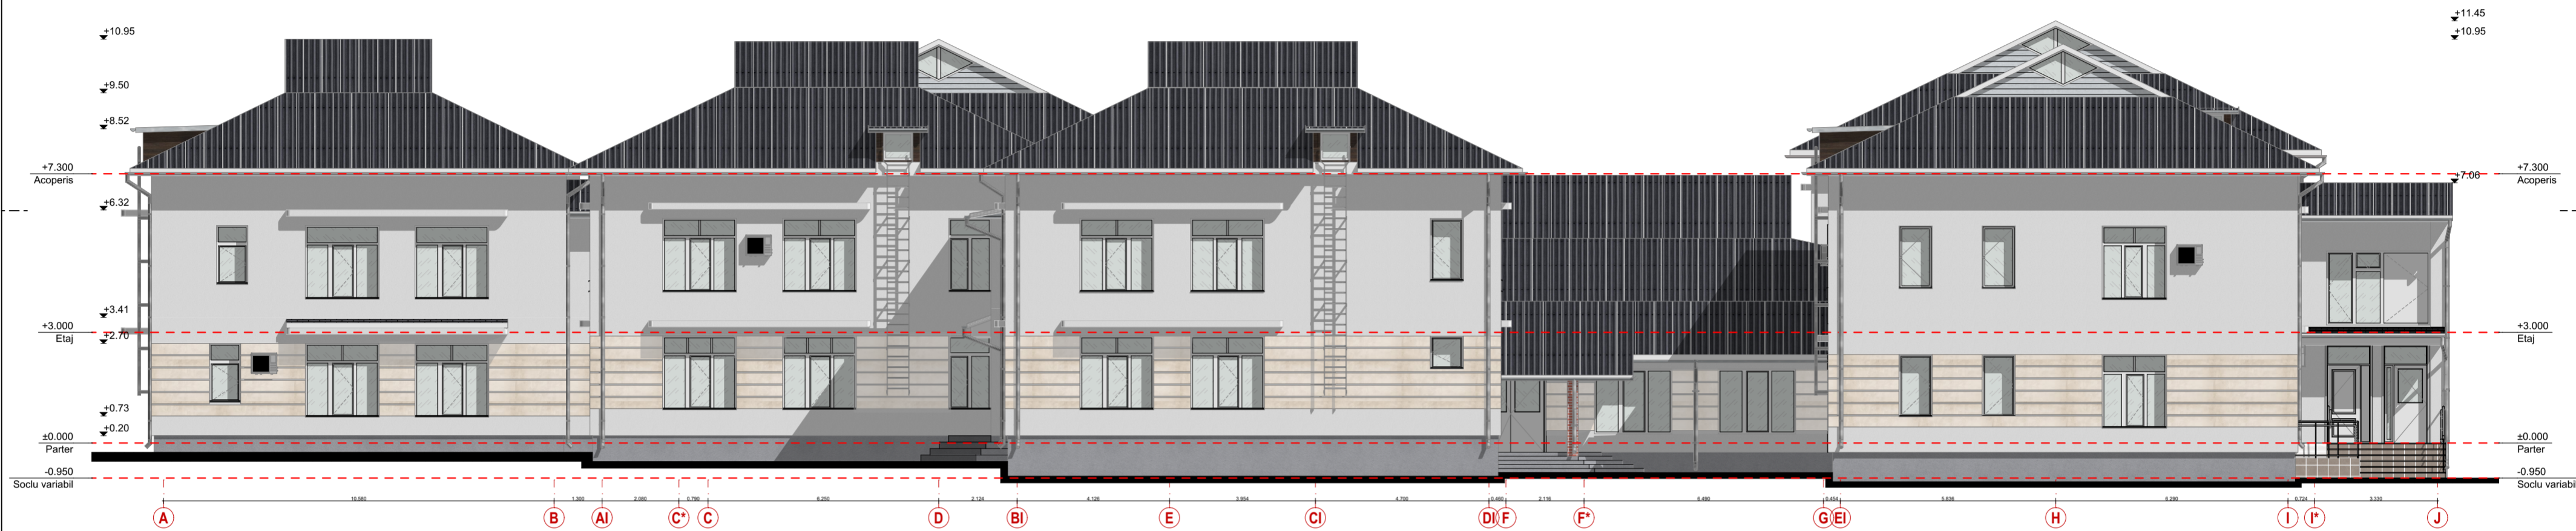 +10.95
+9.50
+8.52
+7.300
Acoperis
+6.32
+3.41
+3.000
Etaj
+2.70
+0.73
+0.20
±0.000
Parter
-0.950
Soclu variabil
+11.45
+10.95
+7.300
Acoperis
+7.06
+3.000
Etaj
±0.000
Parter
-0.950
Soclu variabil
10.580 1.300 2.080 0.790 6.250 2.124 4.126 3.954 4.700 0.460 2.116 6.490 0.454 5.836 6.290 0.724 3.330
A B AI C* C D BI E CI DI F F* G EI H I I* J